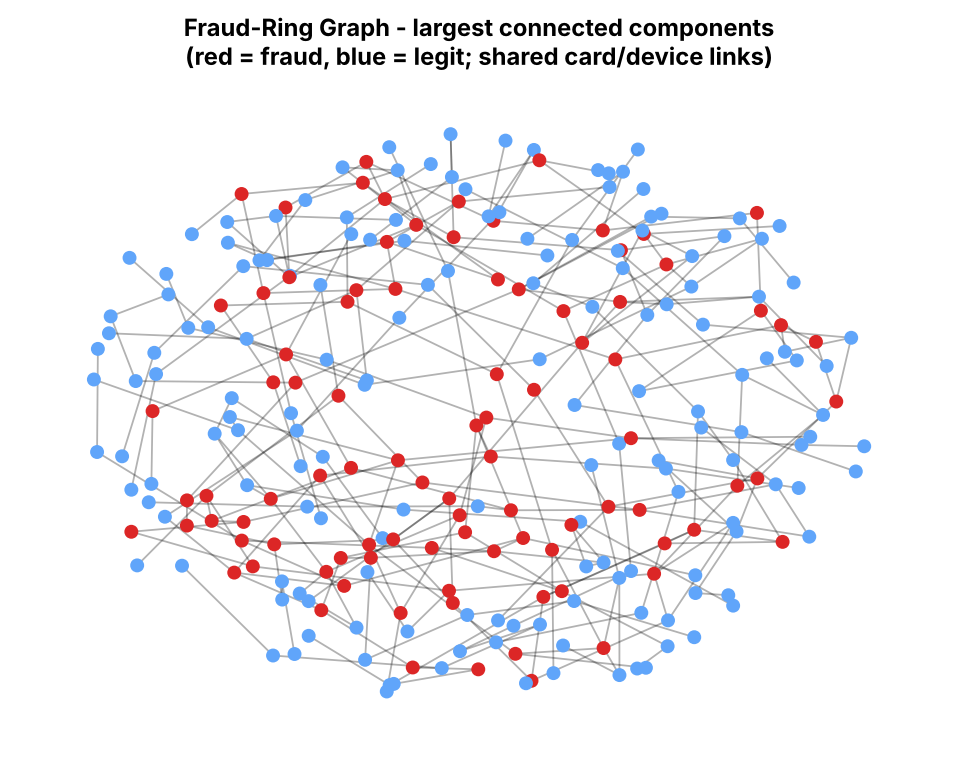 Fraud-Ring Graph - largest connected components
(red = fraud, blue = legit; shared card/device links)